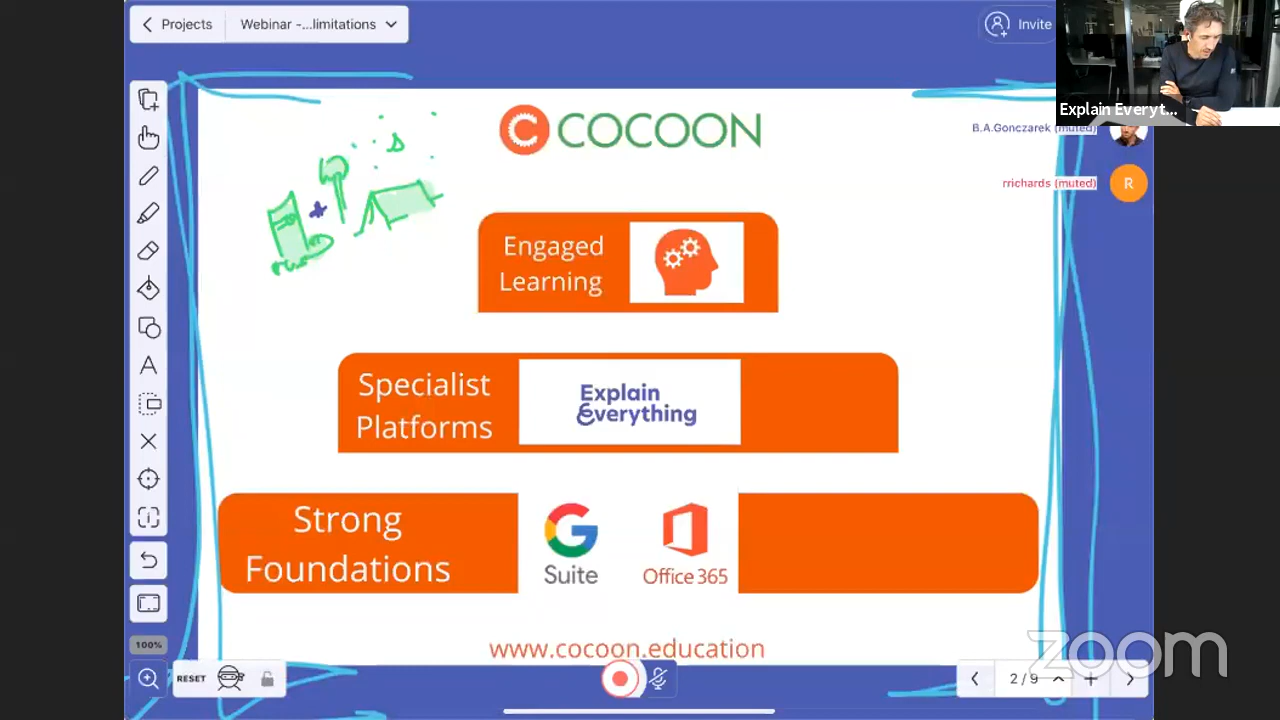 Projects
Webinar -...limitations
Invite
Explain Everyt...
B.A.Gonczarek (muted)
rrichards (muted)
R
COCOON
Engaged
Learning
Specialist
Platforms
Explain
Everything
Strong
Foundations
G
Suite
Office 365
www.cocoon.education
100%
RESET
2 / 9
zoom